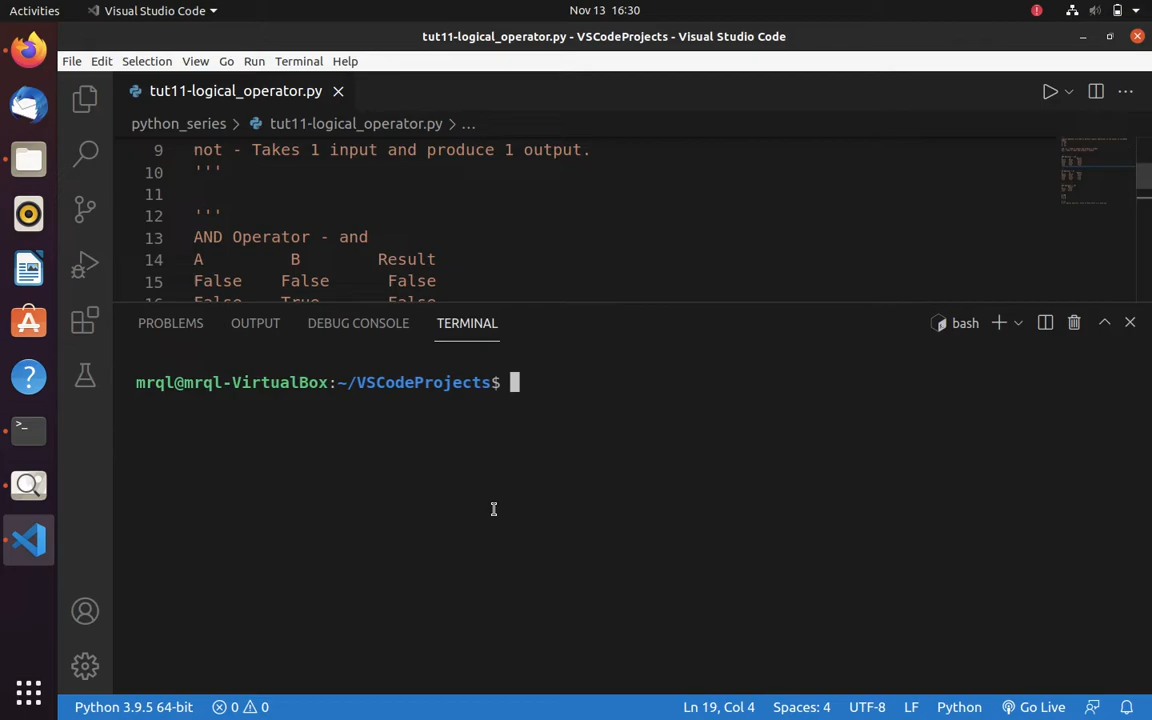 Activities
Visual Studio Code
Nov 13 16:30
tut11-logical_operator.py - VSCodeProjects - Visual Studio Code
File Edit Selection View Go Run Terminal Help
tut11-logical_operator.py
python_series > tut11-logical_operator.py > ...
9 not - Takes 1 input and produce 1 output.
10 '''
11
12 '''
13 AND Operator - and
14 A B Result
15 False False False
16 False True False
PROBLEMS OUTPUT DEBUG CONSOLE TERMINAL
bash
mrql@mrql-VirtualBox:~/VSCodeProjects$
Python 3.9.5 64-bit 0 0 Ln 19, Col 4 Spaces: 4 UTF-8 LF Python Go Live